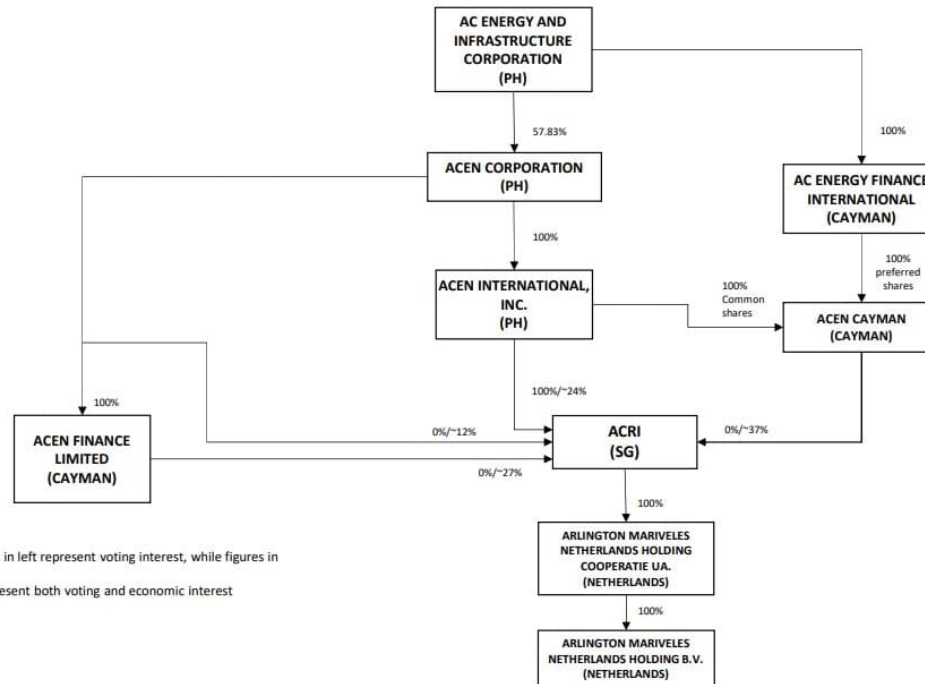 AC ENERGY AND
INFRASTRUCTURE
CORPORATION
(PH)
57.83%
100%
ACEN CORPORATION
(PH)
AC ENERGY FINANCE
INTERNATIONAL
(CAYMAN)
100%
100%
preferred
shares
ACEN INTERNATIONAL,
INC.
(PH)
100%
Common
shares
ACEN CAYMAN
(CAYMAN)
100%/~24%
100%
ACEN FINANCE
LIMITED
(CAYMAN)
0%/~12%
0%/~27%
ACRI
(SG)
0%/~37%
100%
ARLINGTON MARIVELES
NETHERLANDS HOLDING
COOPERATIE UA.
(NETHERLANDS)
in left represent voting interest, while figures in
both voting and economic interest
100%
ARLINGTON MARIVELES
NETHERLANDS HOLDING B.V.
(NETHERLANDS)